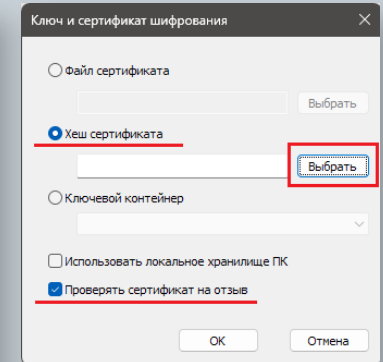 Ключ и сертификат шифрования
Файл сертификата
Выбрать
Хеш сертификата
Выбрать
Ключевой контейнер
Использовать локальное хранилище ПК
Проверять сертификат на отзыв
ОК
Отмена